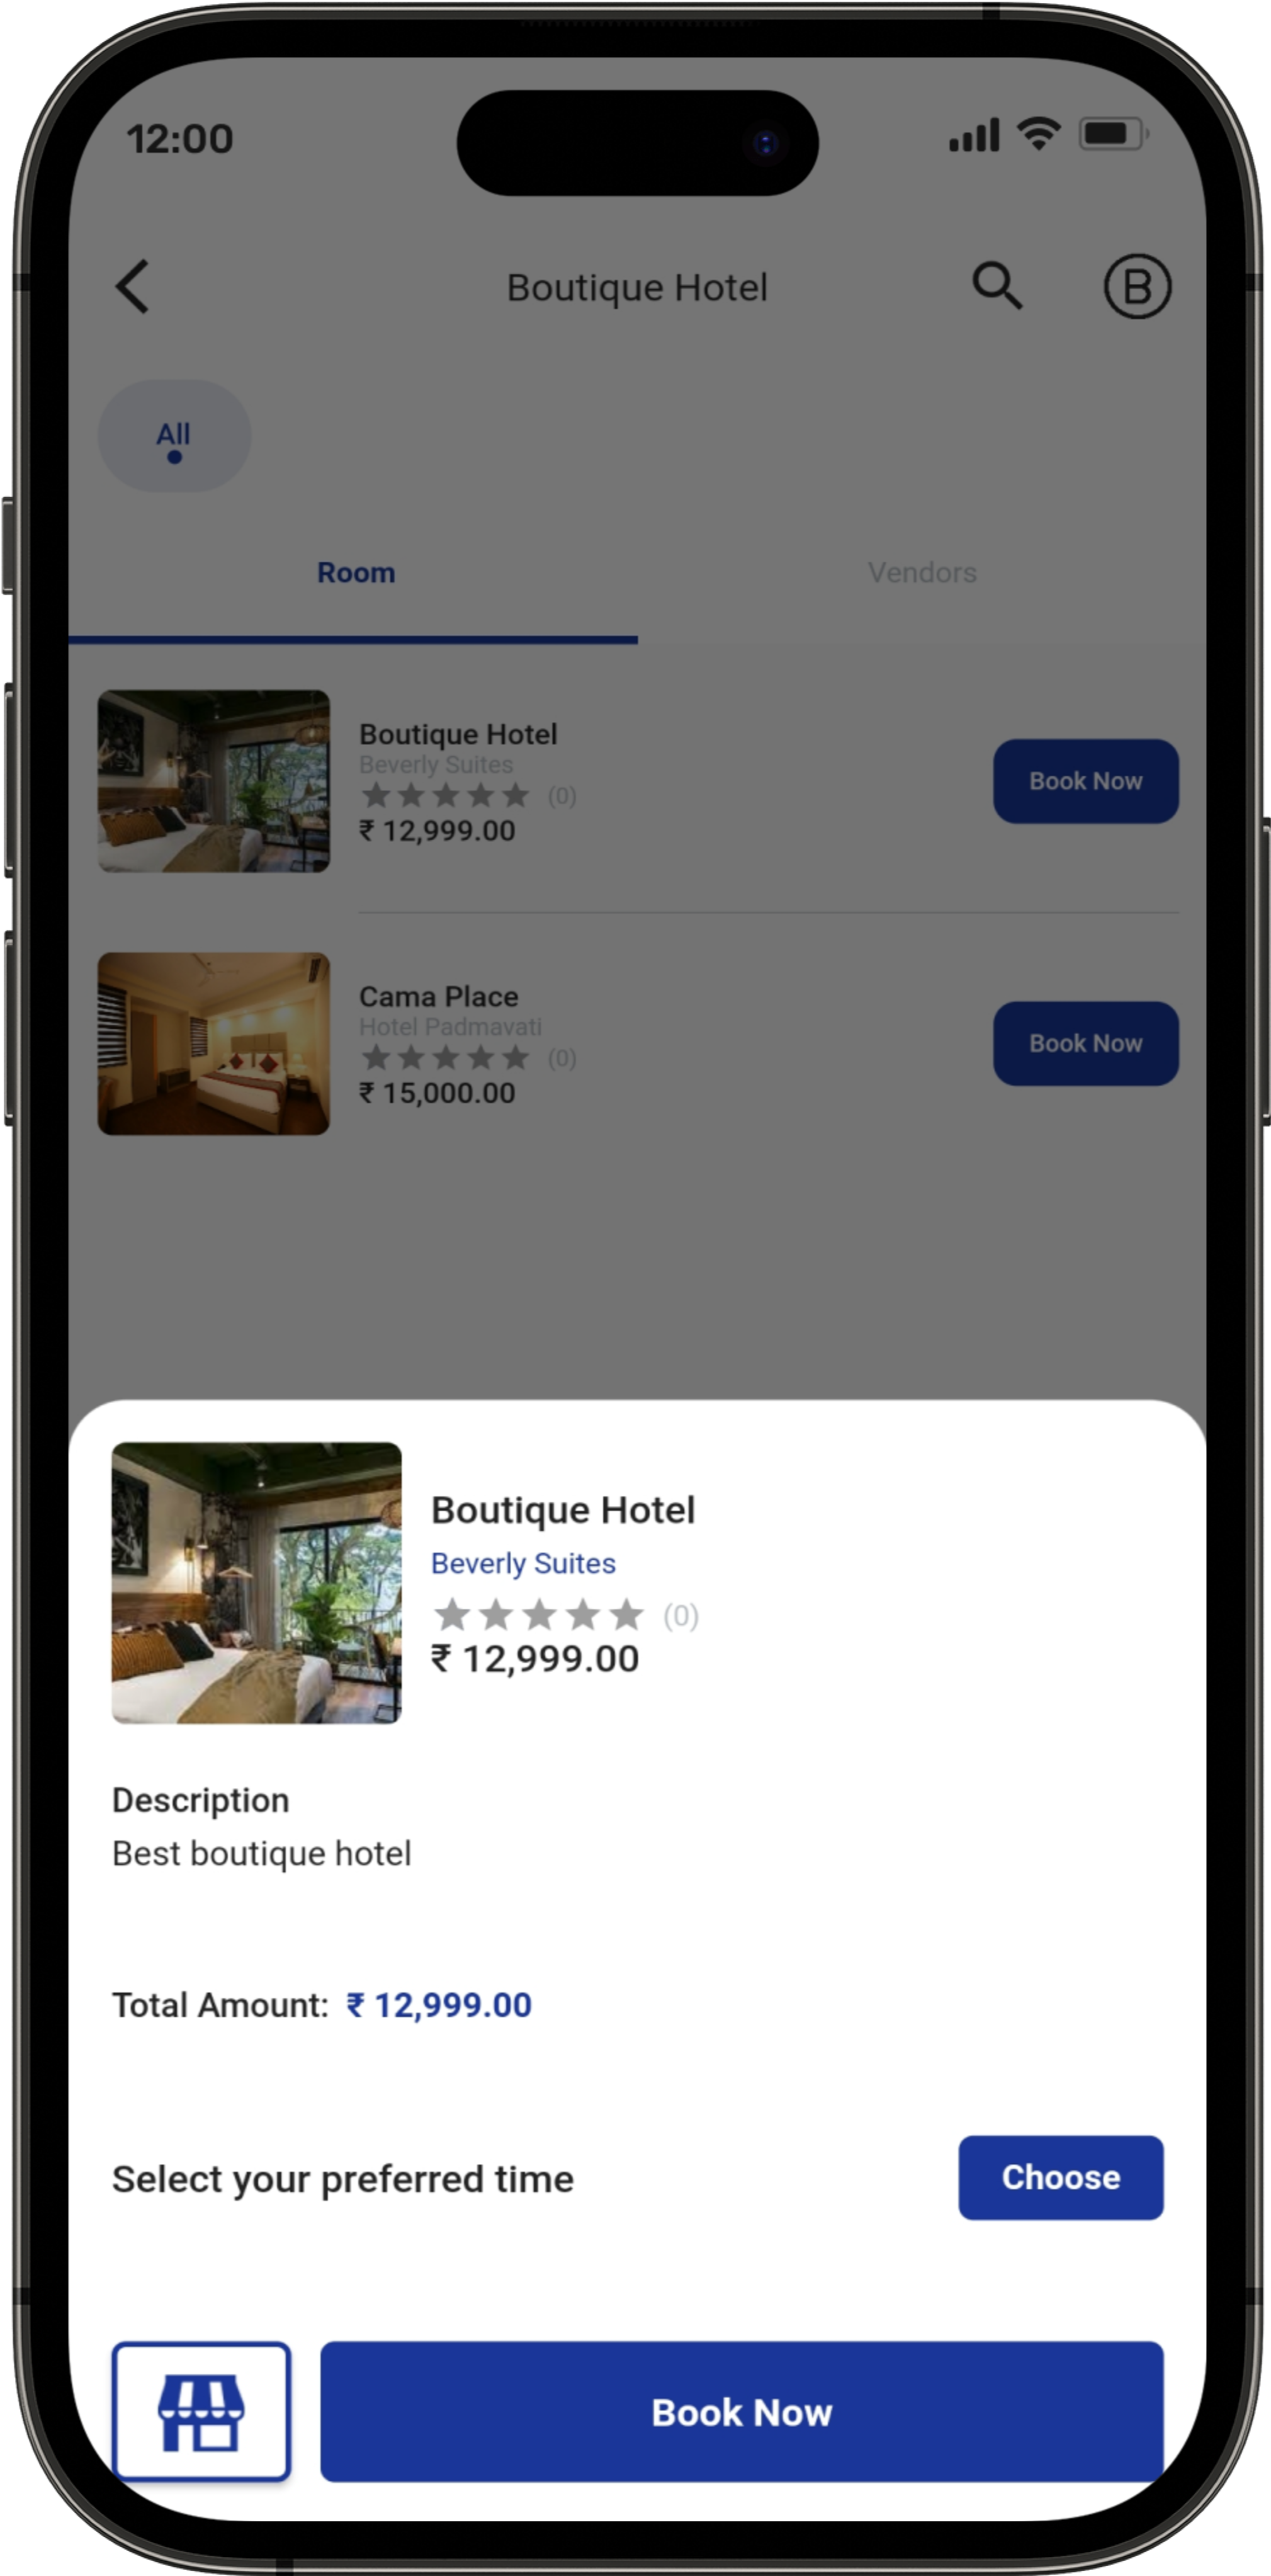 12:00
Boutique Hotel
B
All
Room
Vendors
Boutique Hotel
Beverly Suites
(0)
₹ 12,999.00
Book Now
Cama Place
Hotel Padmavati
(0)
₹ 15,000.00
Book Now
Boutique Hotel
Beverly Suites
(0)
₹ 12,999.00
Description
Best boutique hotel
Total Amount: ₹ 12,999.00
Select your preferred time
Choose
Book Now